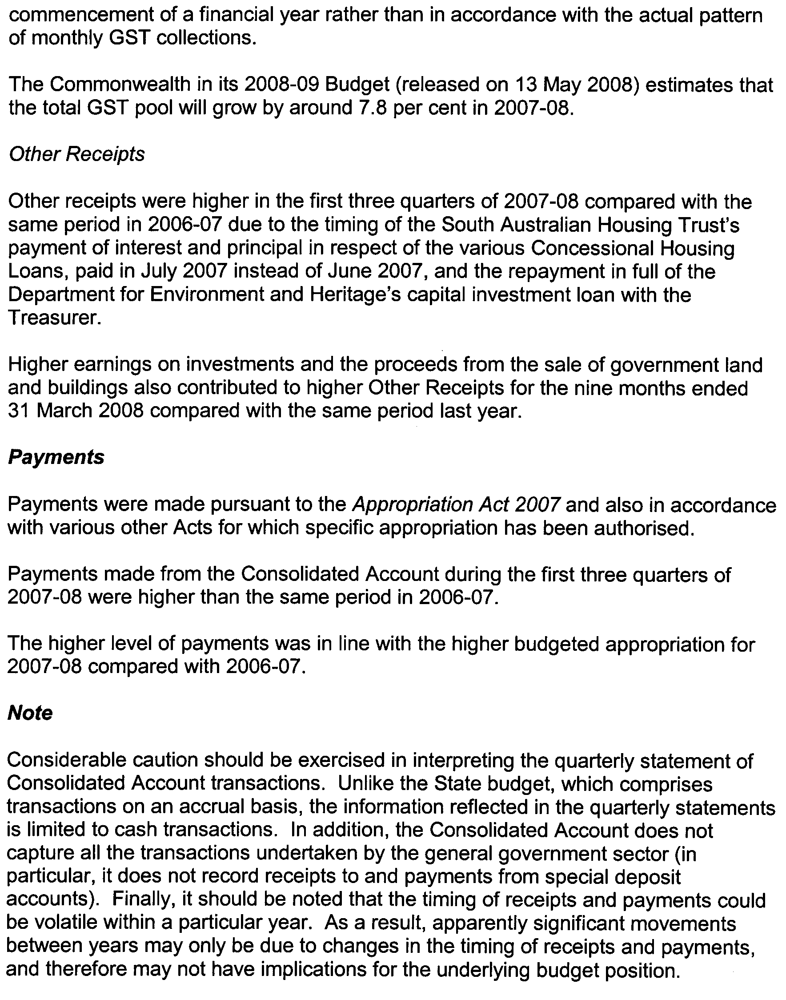 commencement of a financial year rather than in accordance with the actual pattern
of monthly GST collections.
The Commonwealth in its 2008-09 Budget (released on 13 May 2008) estimates that
the total GST pool will grow by around 7.8 per cent in 2007-08.
Other Receipts
Other receipts were higher in the first three quarters of 2007-08 compared with the
same period in 2006-07 due to the timing of the South Australian Housing Trust's
payment of interest and principal in respect of the various Concessional Housing
Loans, paid in July 2007 instead of June 2007, and the repayment in full of the
Department for Environment and Heritage's capital investment loan with the
Treasurer.
Higher earnings on investments and the proceeds from the sale of government land
and buildings also contributed to higher Other Receipts for the nine months ended
31 March 2008 compared with the same period last year.
Payments
Payments were made pursuant to the Appropriation Act 2007 and also in accordance
with various other Acts for which specific appropriation has been authorised.
Payments made from the Consolidated Account during the first three quarters of
2007-08 were higher than the same period in 2006-07.
The higher level of payments was in line with the higher budgeted appropriation for
2007-08 compared with 2006-07.
Note
Considerable caution should be exercised in interpreting the quarterly statement of
Consolidated Account transactions.  Unlike the State budget, which comprises
transactions on an accrual basis, the information reflected in the quarterly statements
is limited to cash transactions.  In addition, the Consolidated Account does not
capture all the transactions undertaken by the general government sector (in
particular, it does not record receipts to and payments from special deposit
accounts).  Finally, it should be noted that the timing of receipts and payments could
be volatile within a particular year.  As a result, apparently significant movements
between years may only be due to changes in the timing of receipts and payments,
and therefore may not have implications for the underlying budget position.